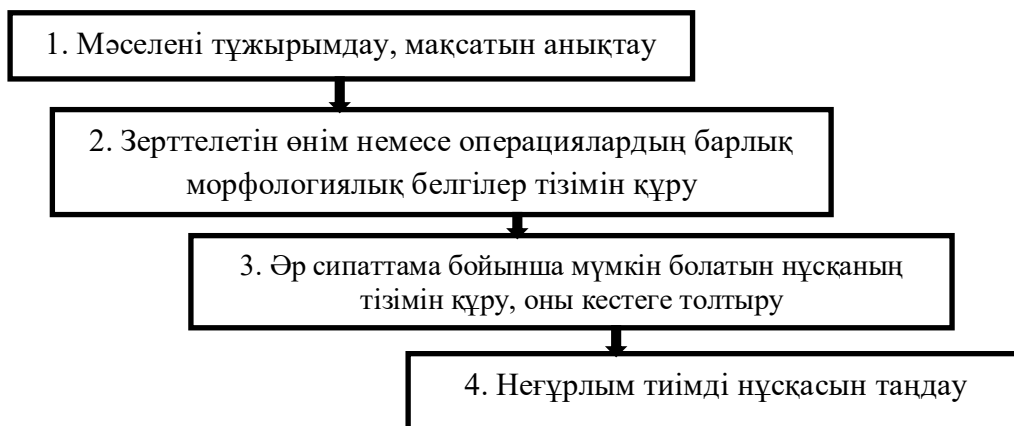 1. Мәселені тұжырымдау, мақсатын анықтау
2. Зерттелетін өнім немесе операциялардың барлық
морфологиялық белгілер тізімін құру
3. Әр сипаттама бойынша мүмкін болатын нұсқаның
тізімін құру, оны кестеге толтыру
4. Неғұрлым тиімді нұсқасын таңдау